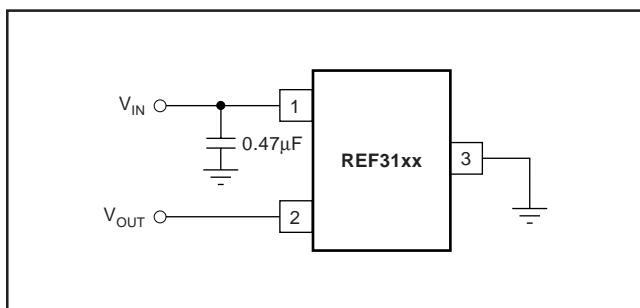 V_IN
1
0.47μF
REF31xx
3
V_OUT
2